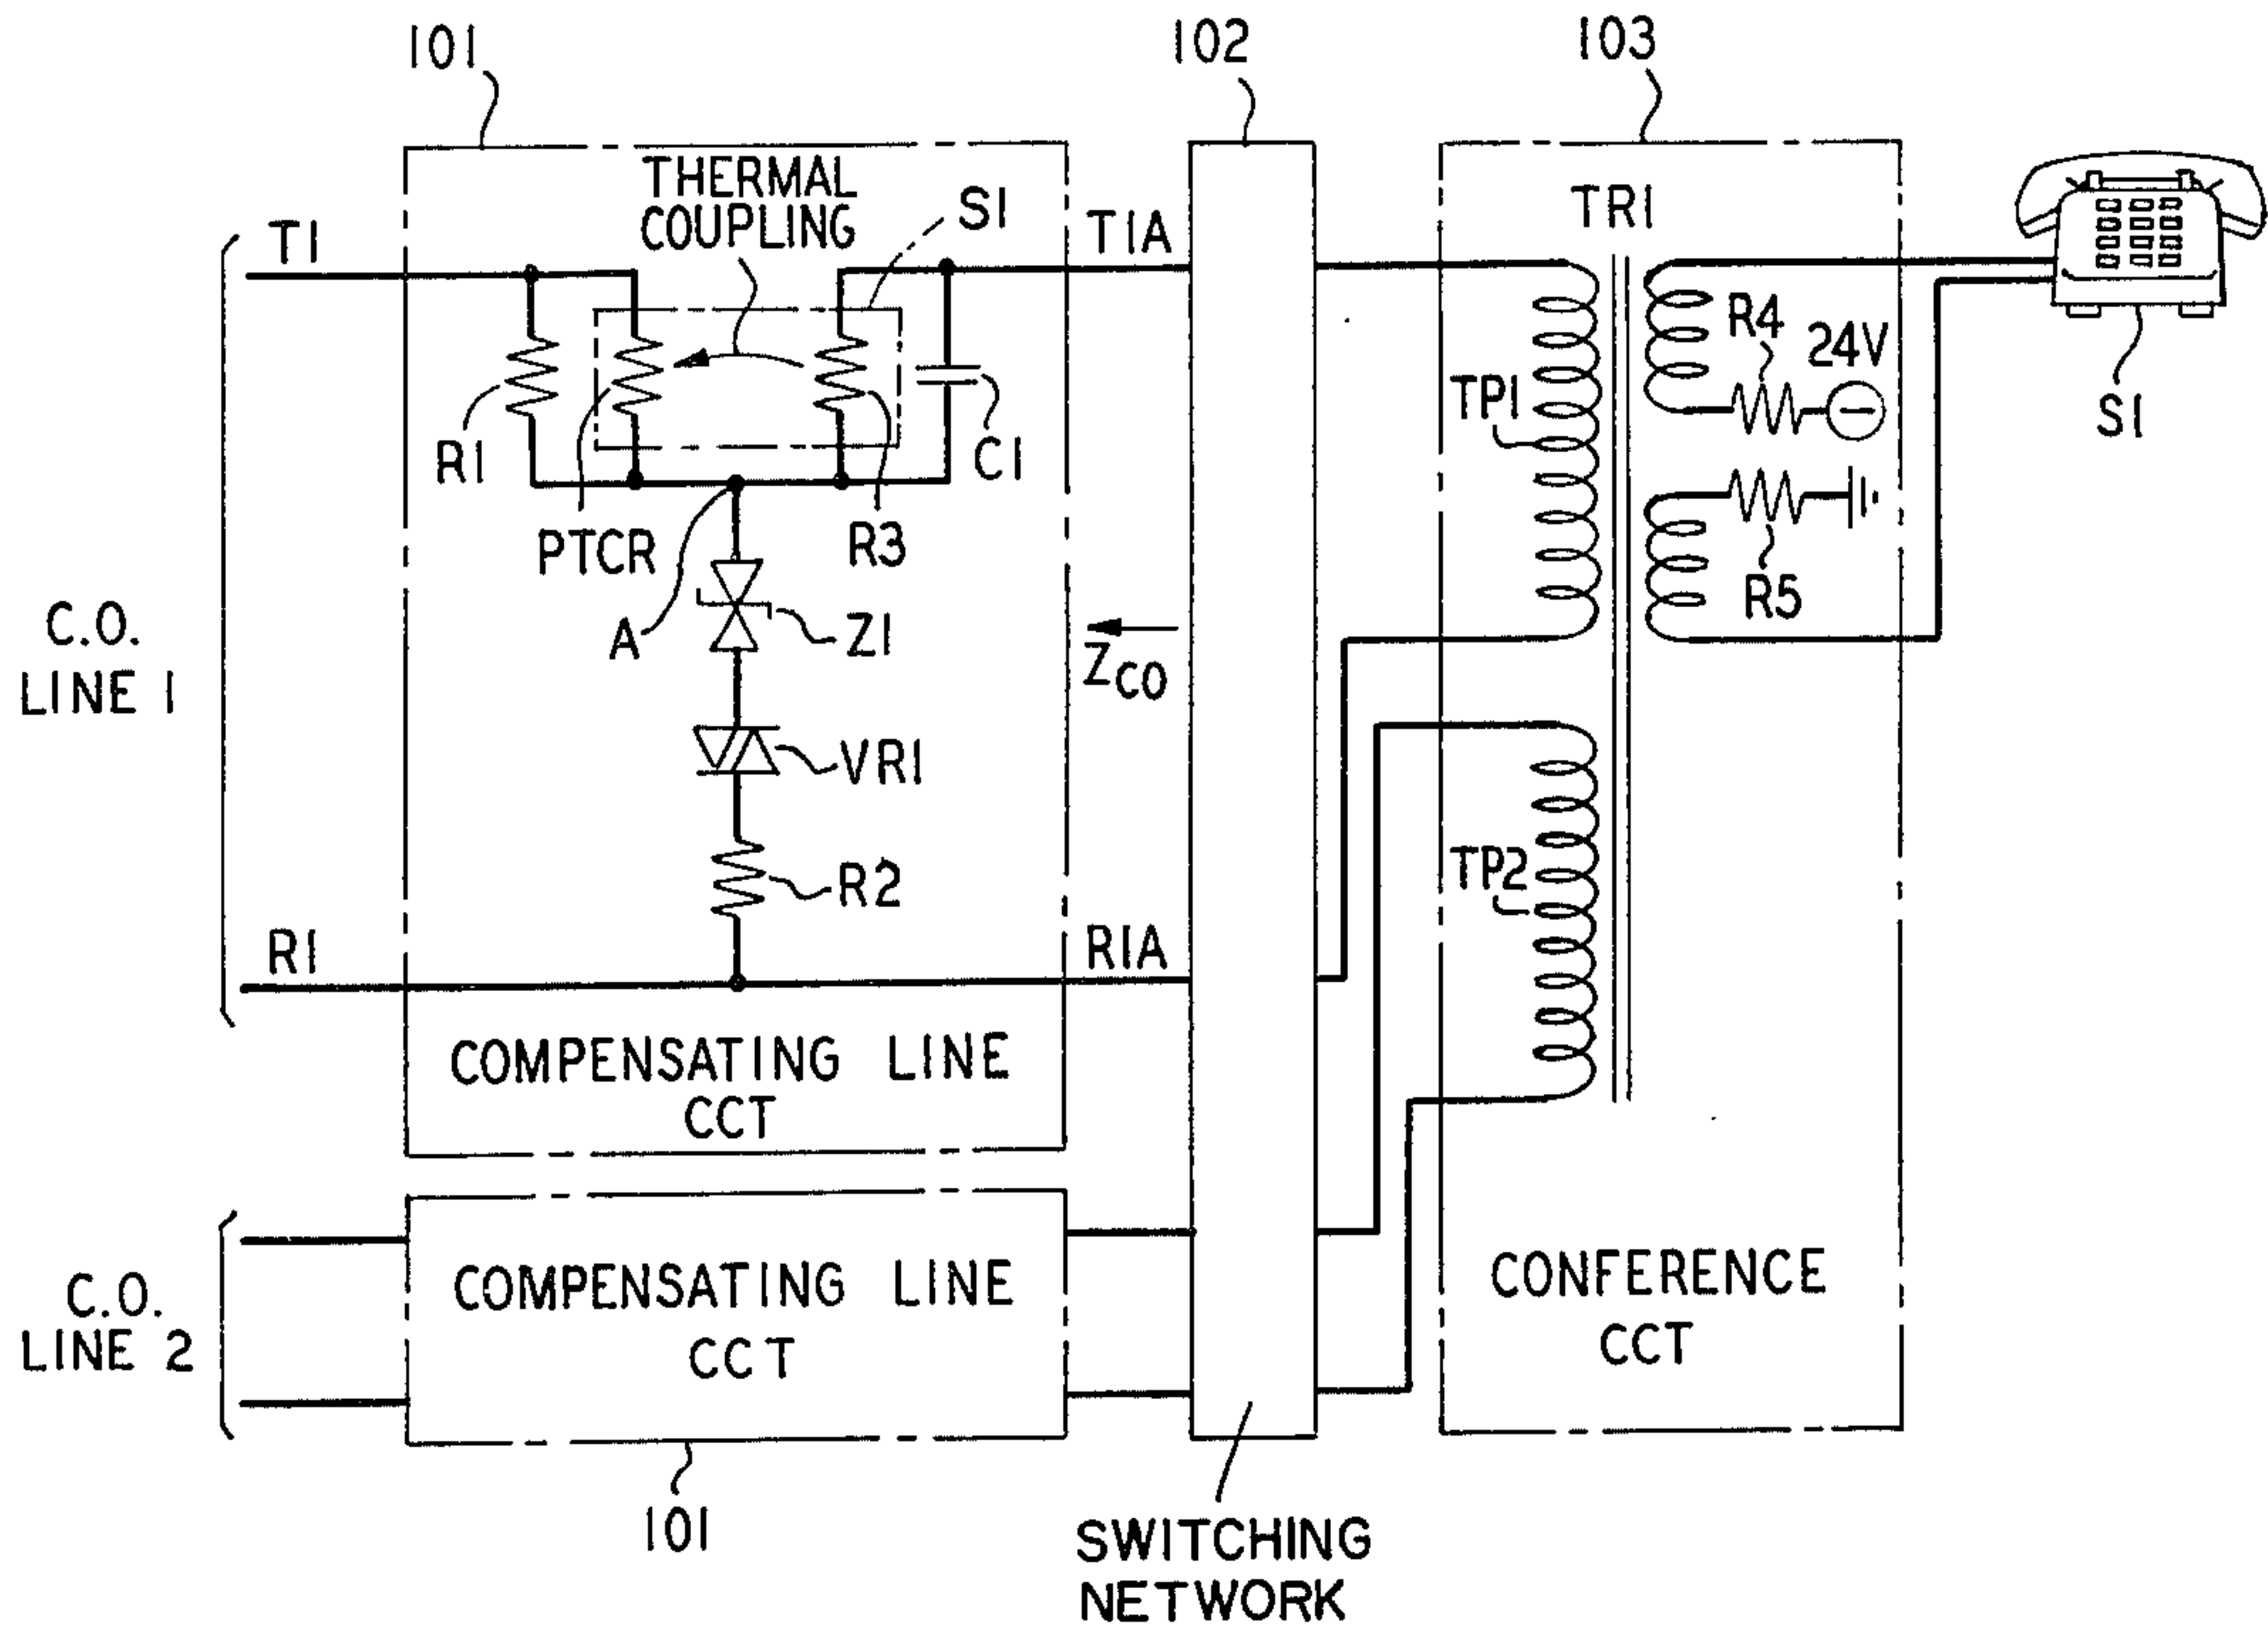 101
102
103
THERMAL
COUPLING
S1
T1
T1A
TR1
R4
24V
TP1
S1
R1
C1
PTCR
R3
R5
A
Z1
ZCO
C.O.
LINE 1
VR1
TP2
R2
R1
R1A
COMPENSATING LINE
CCT
C.O.
LINE 2
COMPENSATING LINE
CCT
CONFERENCE
CCT
101
SWITCHING
NETWORK